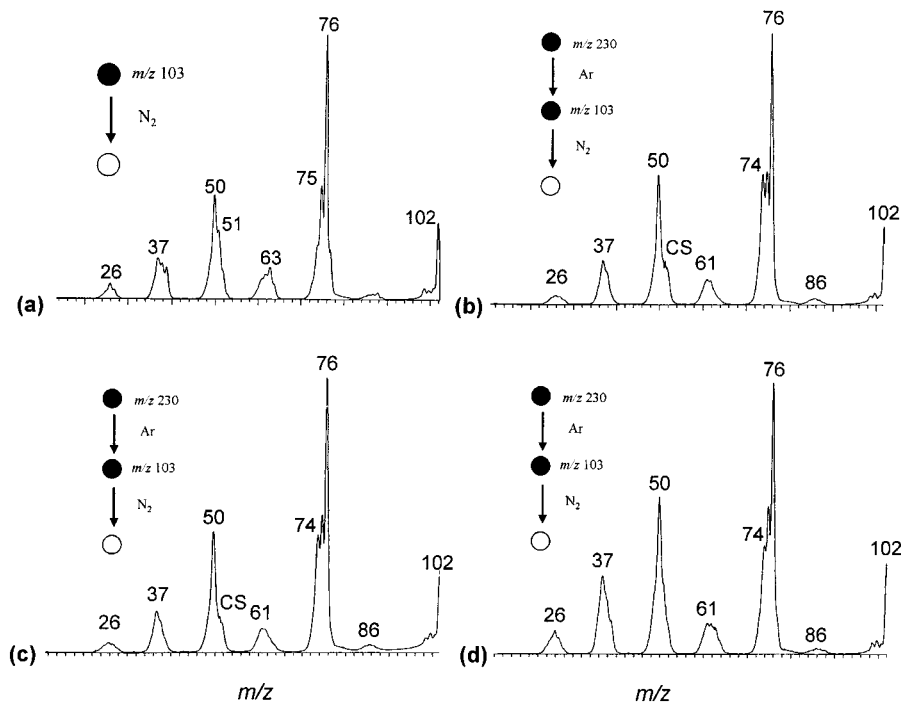 76
m/z 103
N₂
50
51
75
102
26
37
63
(a)
76
m/z 230
Ar
m/z 103
N₂
50
CS
74
102
26
37
61
86
(b)
76
m/z 230
Ar
m/z 103
N₂
50
CS
74
102
26
37
61
86
(c)
m/z
76
m/z 230
Ar
m/z 103
N₂
50
74
102
26
37
61
86
(d)
m/z